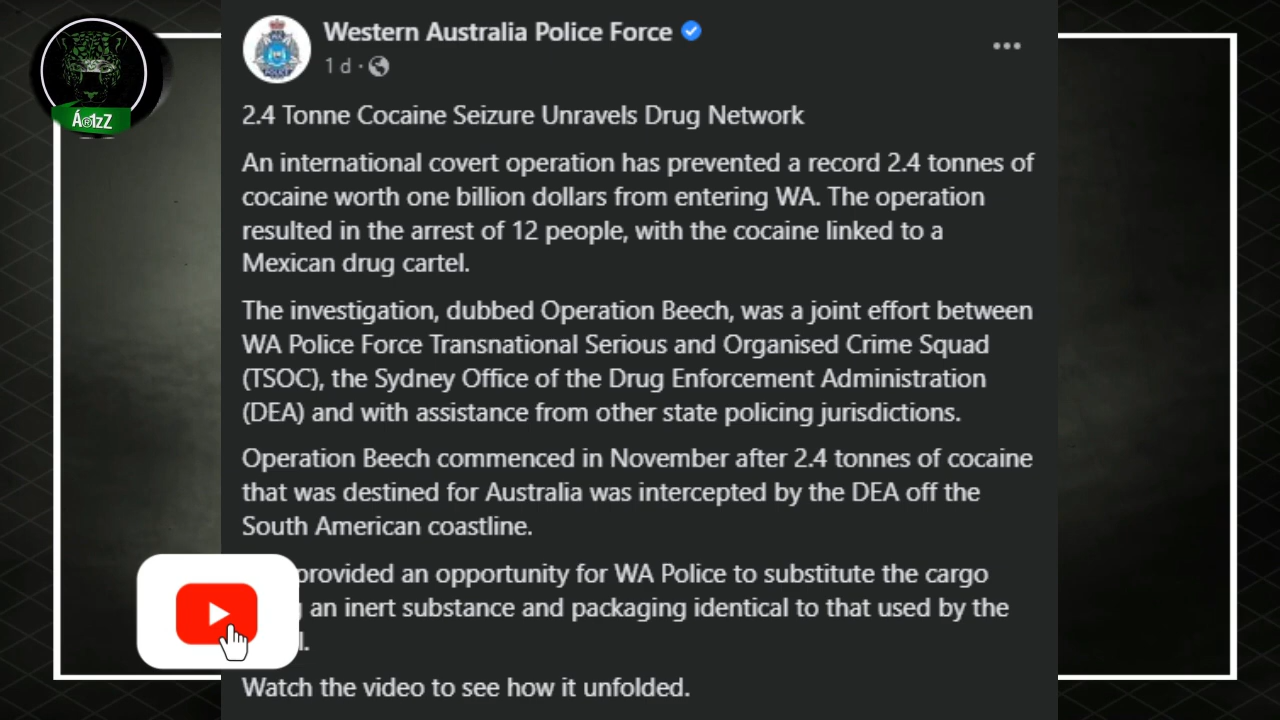 Western Australia Police Force
1 d ·
2.4 Tonne Cocaine Seizure Unravels Drug Network
An international covert operation has prevented a record 2.4 tonnes of
cocaine worth one billion dollars from entering WA. The operation
resulted in the arrest of 12 people, with the cocaine linked to a
Mexican drug cartel.
The investigation, dubbed Operation Beech, was a joint effort between
WA Police Force Transnational Serious and Organised Crime Squad
(TSOC), the Sydney Office of the Drug Enforcement Administration
(DEA) and with assistance from other state policing jurisdictions.
Operation Beech commenced in November after 2.4 tonnes of cocaine
that was destined for Australia was intercepted by the DEA off the
South American coastline.
provided an opportunity for WA Police to substitute the cargo
an inert substance and packaging identical to that used by the
Watch the video to see how it unfolded.
Á®1zZ